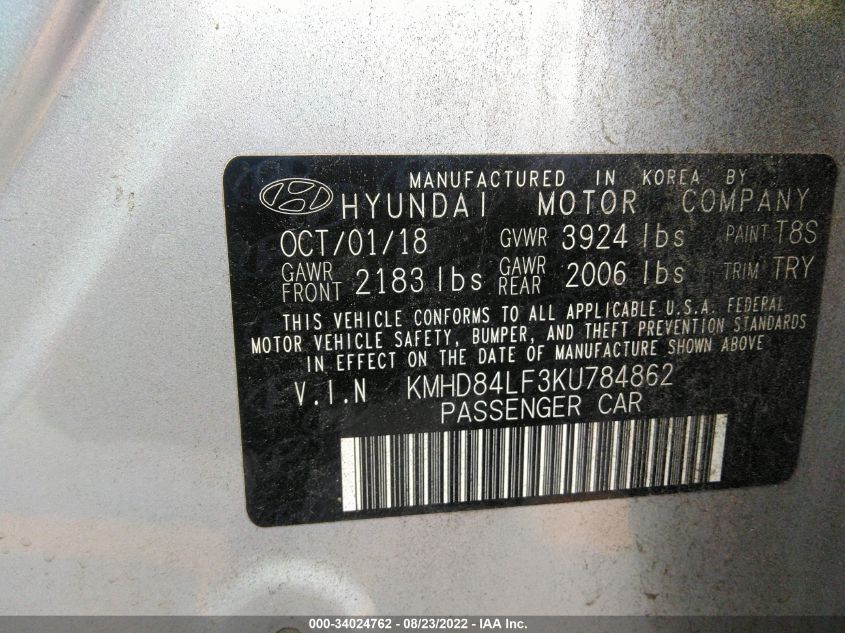 MANUFACTURED IN KOREA BY
HYUNDAI MOTOR COMPANY
OCT/01/18 GVWR 3924 lbs PAINT T8S
GAWR FRONT 2183 lbs GAWR REAR 2006 lbs TRIM TRY
THIS VEHICLE CONFORMS TO ALL APPLICABLE U.S.A. FEDERAL
MOTOR VEHICLE SAFETY, BUMPER, AND THEFT PREVENTION STANDARDS
IN EFFECT ON THE DATE OF MANUFACTURE SHOWN ABOVE
V.I.N KMHD84LF3KU784862
PASSENGER CAR
000-34024762 - 08/23/2022 - IAA Inc.